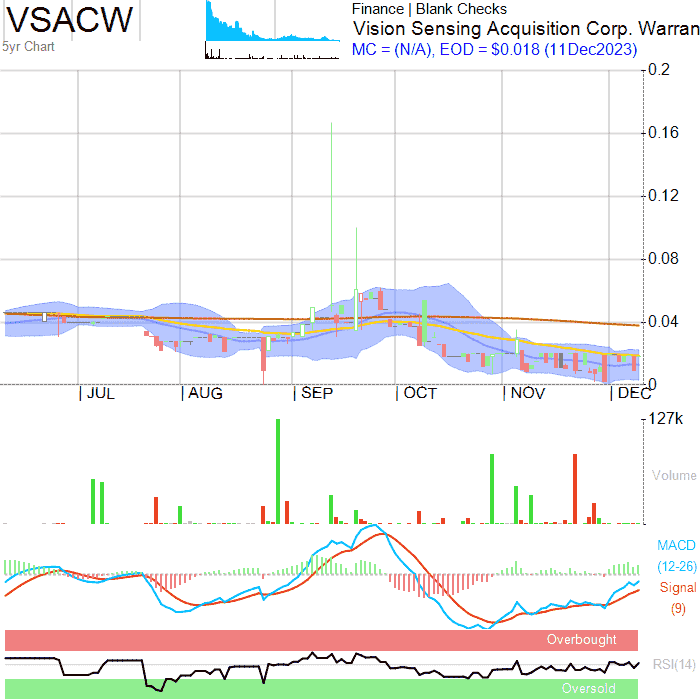 VSACW
5yr Chart
Finance | Blank Checks
Vision Sensing Acquisition Corp. Warran
MC = (N/A), EOD = $0.018 (11Dec2023)
0.2
0.16
0.12
0.08
0.04
0
JUL AUG SEP OCT NOV DEC
127k
Volume
MACD
(12-26)
Signal
(9)
Overbought
RSI(14)
Oversold